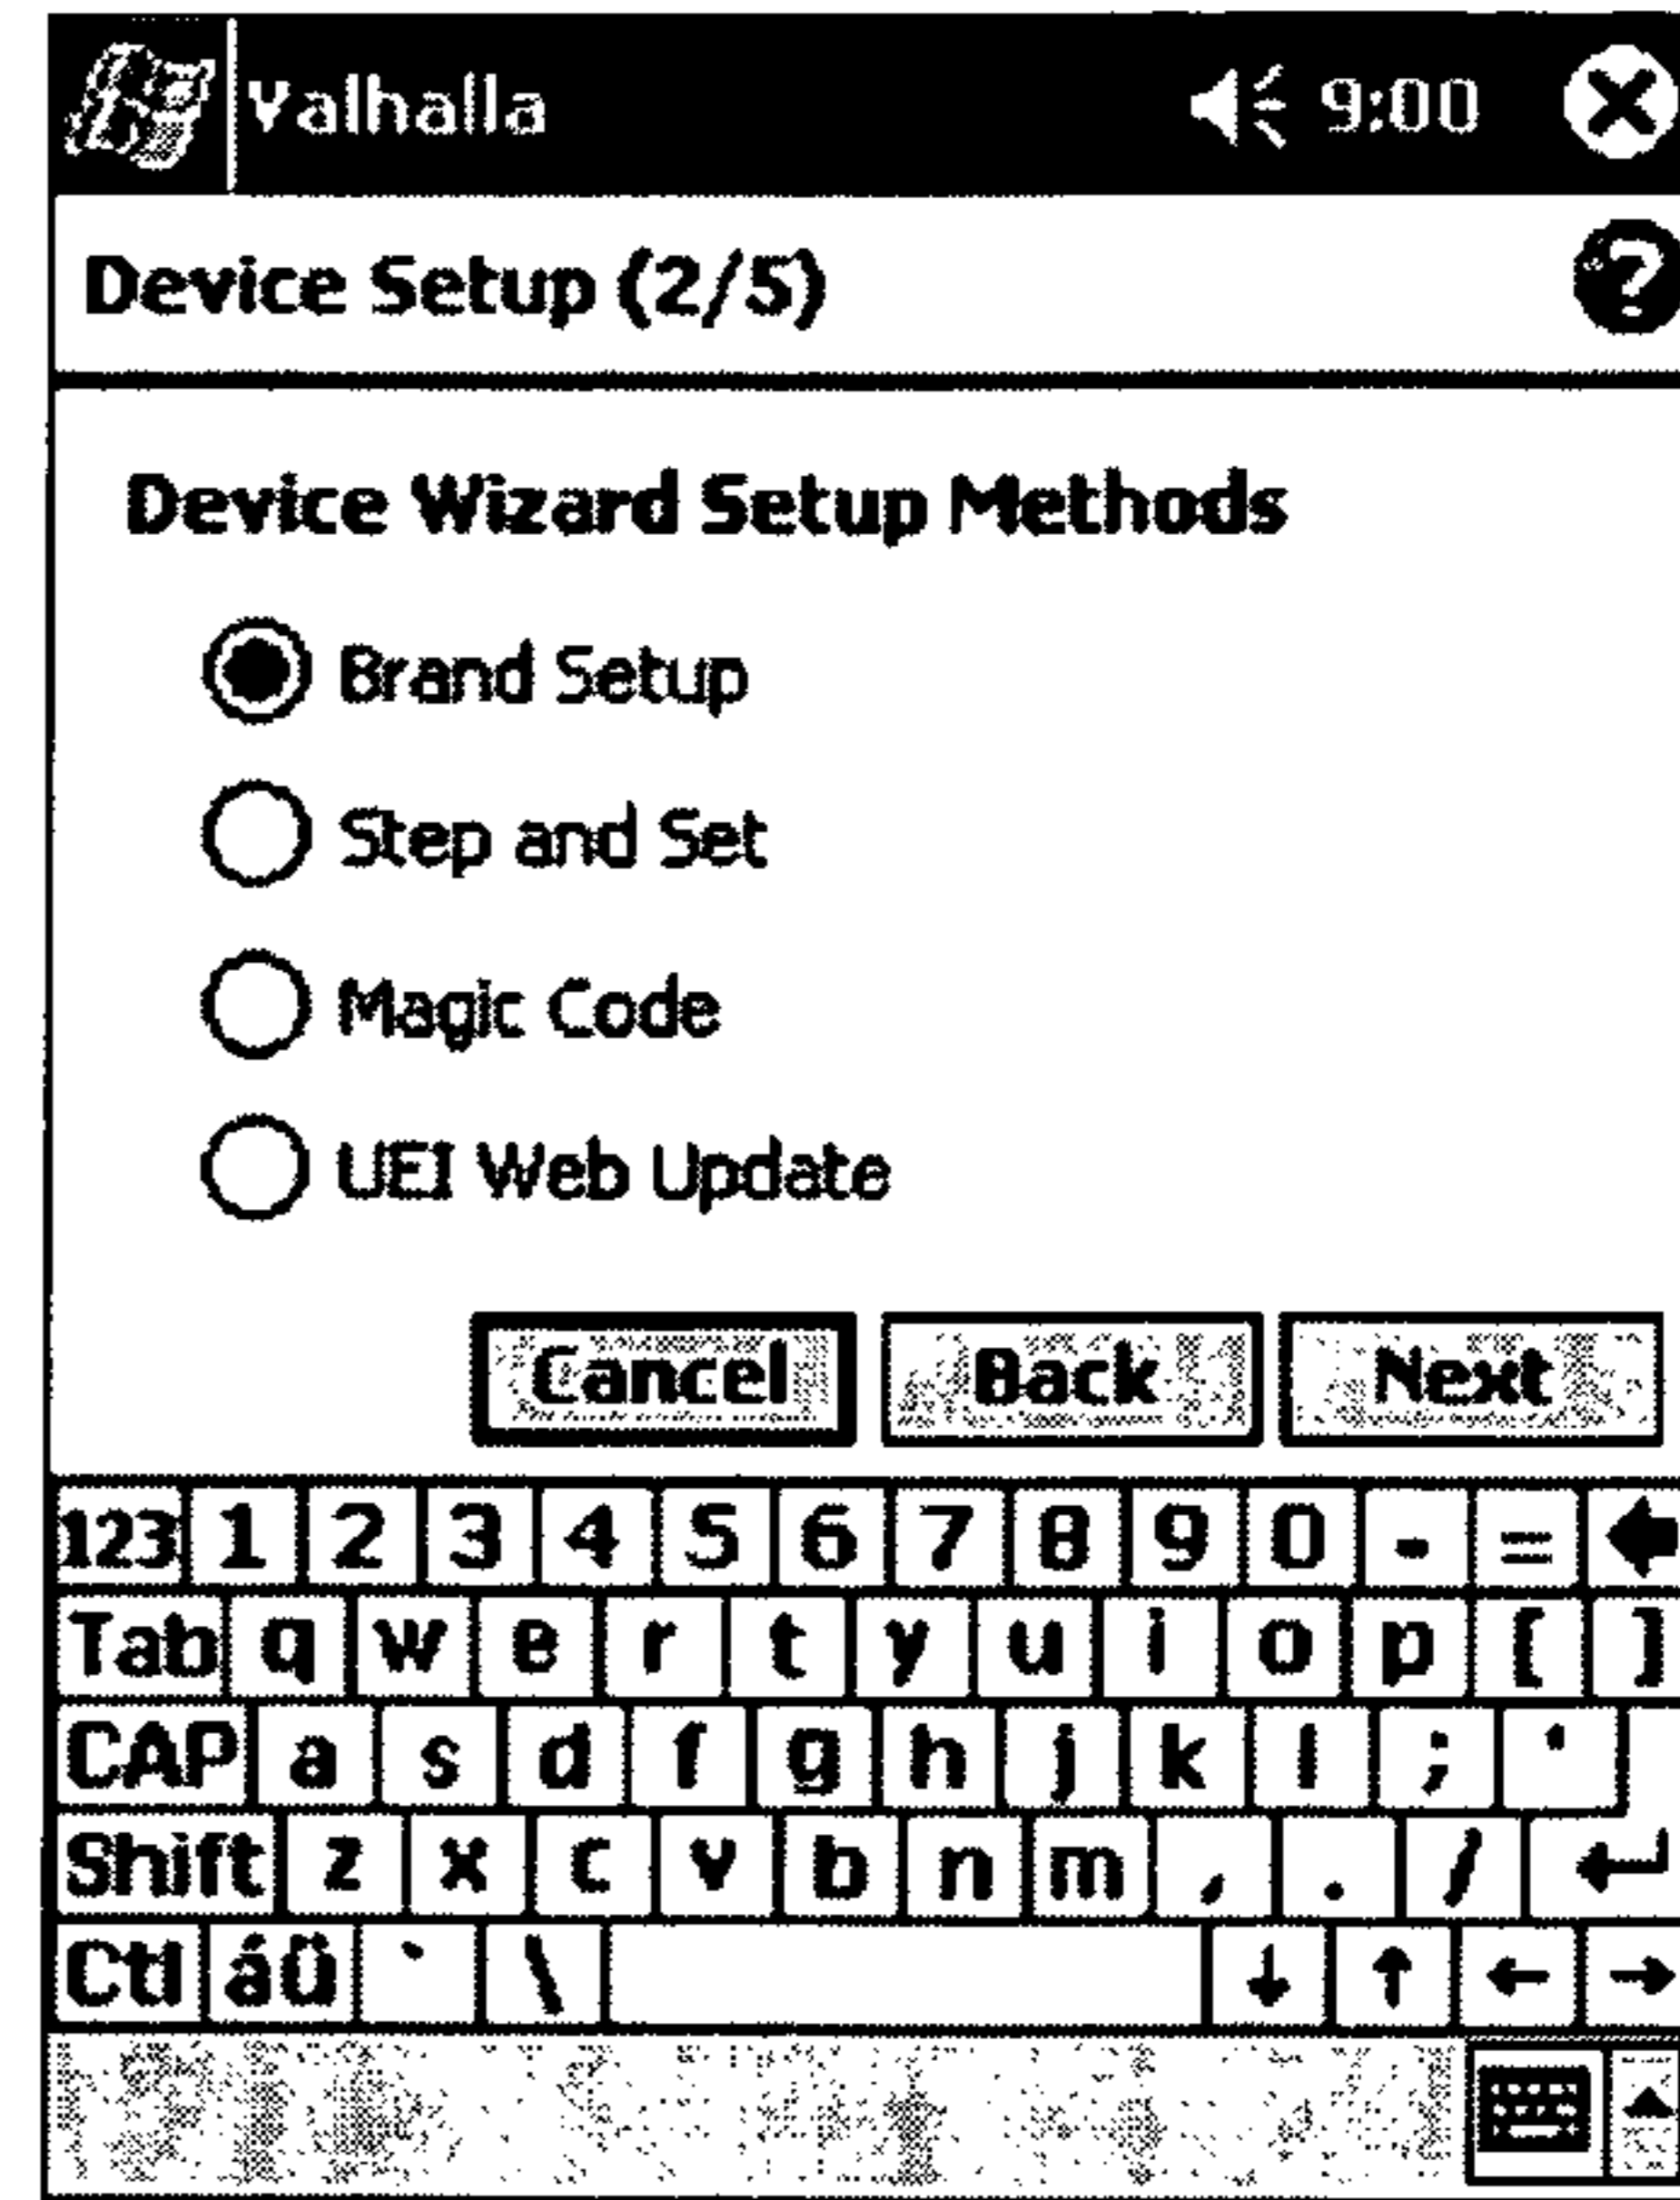 Valhalla 9:00
Device Setup (2/5) ?
Device Wizard Setup Methods
Brand Setup
Step and Set
Magic Code
UEI Web Update
Cancel Back Next
123 1 2 3 4 5 6 7 8 9 0 - =
Tab q w e r t y u i o p [ ]
CAP a s d f g h j k l ; '
Shift z x c v b n m , . / ↵
Ctl áü ` \ ↓ ↑ ← →